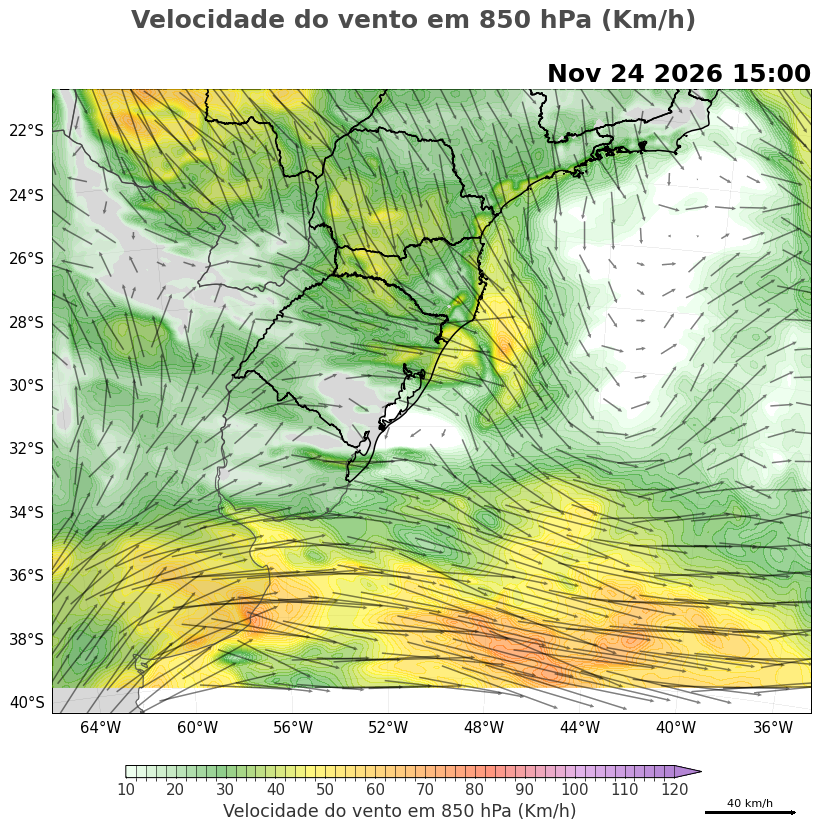 Velocidade do vento em 850 hPa (Km/h)
Nov 24 2026 15:00
22°S
24°S
26°S
28°S
30°S
32°S
34°S
36°S
38°S
40°S
64°W 60°W 56°W 52°W 48°W 44°W 40°W 36°W
10 20 30 40 50 60 70 80 90 100 110 120
Velocidade do vento em 850 hPa (Km/h)
40 km/h